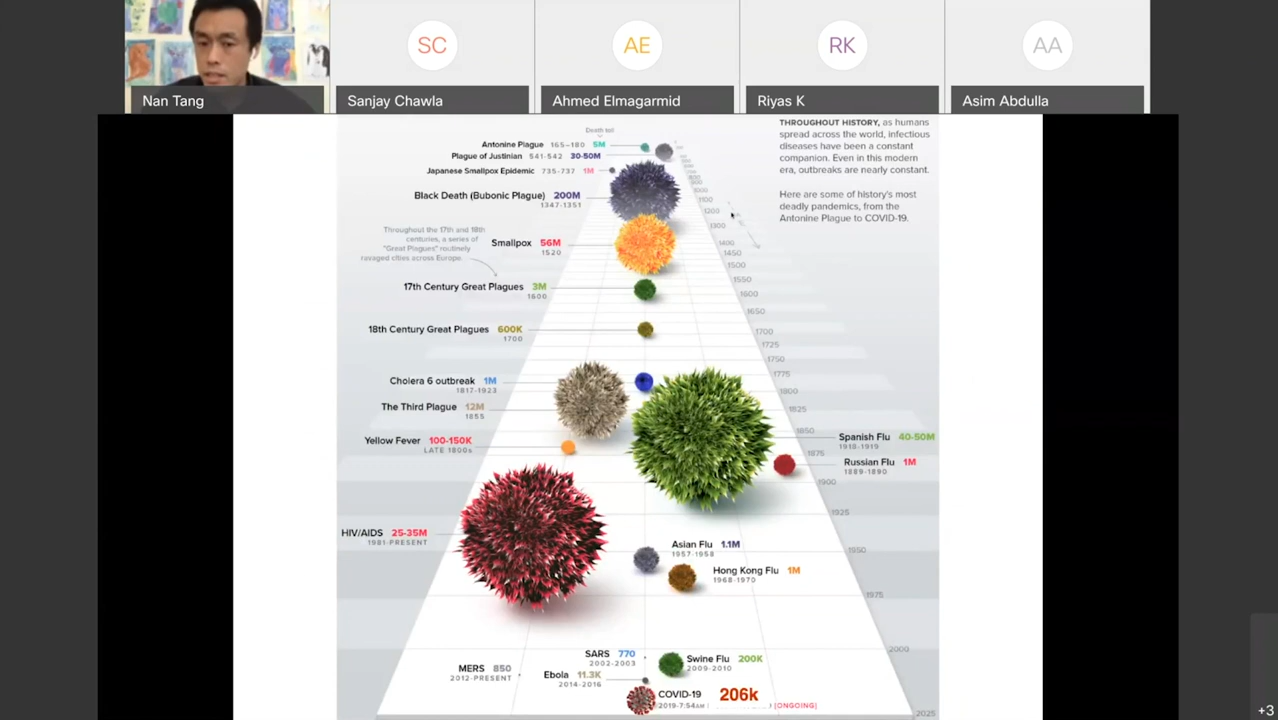 SC
AE
RK
AA
Nan Tang
Sanjay Chawla
Ahmed Elmagarmid
Riyas K
Asim Abdulla
THROUGHOUT HISTORY, as humans
spread across the world, infectious
diseases have been a constant
companion. Even in this modern
era, outbreaks are nearly constant.
Here are some of history's most
deadly pandemics, from the
Antonine Plague to COVID-19.
Death toll
Antonine Plague 165-180 5M
Plague of Justinian 541-542 30-50M
Japanese Smallpox Epidemic 735-737 1M
Black Death (Bubonic Plague) 200M
1347-1351
Throughout the 17th and 18th
centuries, a series of
"Great Plagues" routinely
ravaged cities across Europe.
Smallpox 56M
1520
17th Century Great Plagues 3M
1600
18th Century Great Plagues 600K
1700
Cholera 6 outbreak 1M
1817-1923
The Third Plague 12M
1855
Yellow Fever 100-150K
LATE 1800s
Spanish Flu 40-50M
1918-1919
Russian Flu 1M
1889-1890
HIV/AIDS 25-35M
1981-PRESENT
Asian Flu 1.1M
1957-1958
Hong Kong Flu 1M
1968-1970
SARS 770
2002-2003
Swine Flu 200K
2009-2010
MERS 850
2012-PRESENT
Ebola 11.3K
2014-2016
COVID-19 206k
2019-7:54AM [ONGOING]
1000
1100
1200
1300
1400
1450
1500
1550
1600
1650
1700
1725
1750
1775
1800
1825
1850
1875
1900
1925
1950
1975
2000
2025
+3